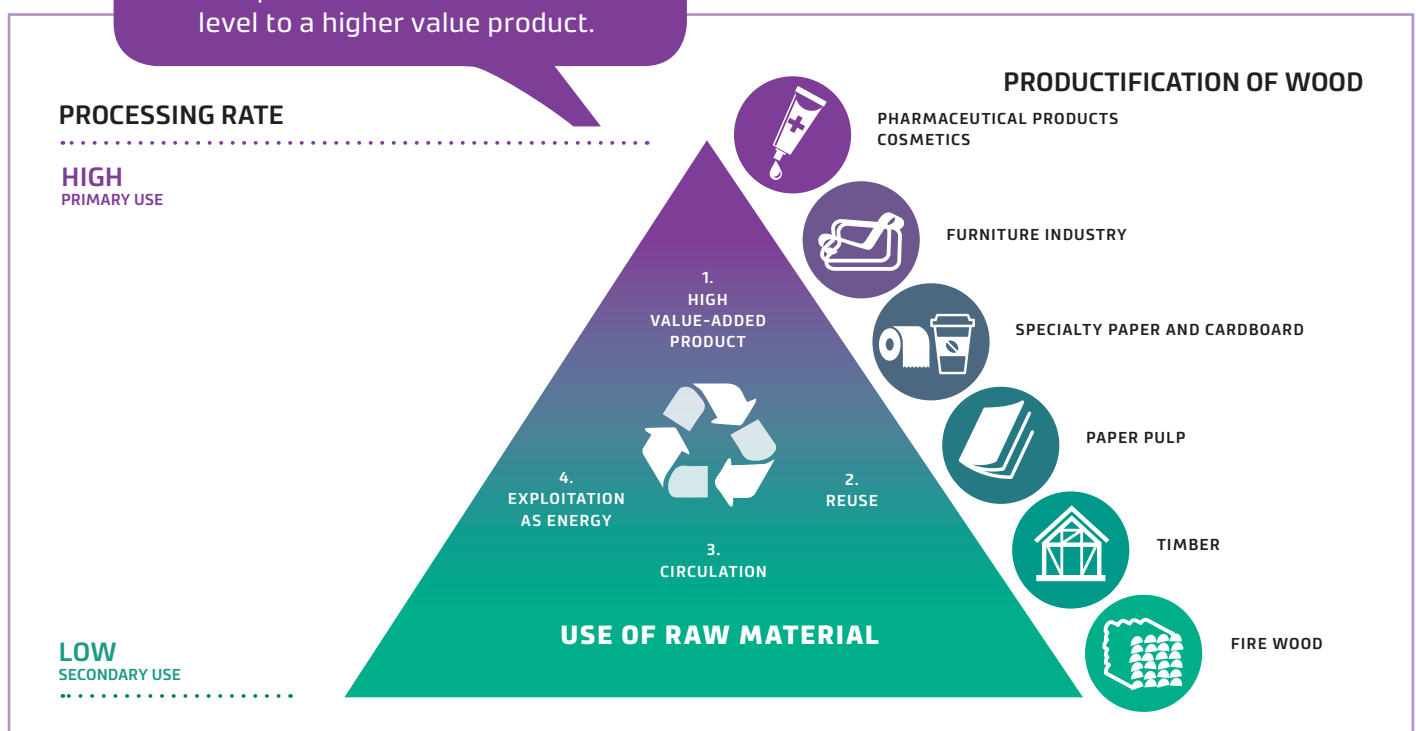 level to a higher value product.
PRODUCTIFICATION OF WOOD
PROCESSING RATE
HIGH
PRIMARY USE
PHARMACEUTICAL PRODUCTS
COSMETICS
FURNITURE INDUSTRY
SPECIALTY PAPER AND CARDBOARD
PAPER PULP
TIMBER
FIRE WOOD
1.
HIGH
VALUE-ADDED
PRODUCT
2.
REUSE
3.
CIRCULATION
4.
EXPLOITATION
AS ENERGY
USE OF RAW MATERIAL
LOW
SECONDARY USE